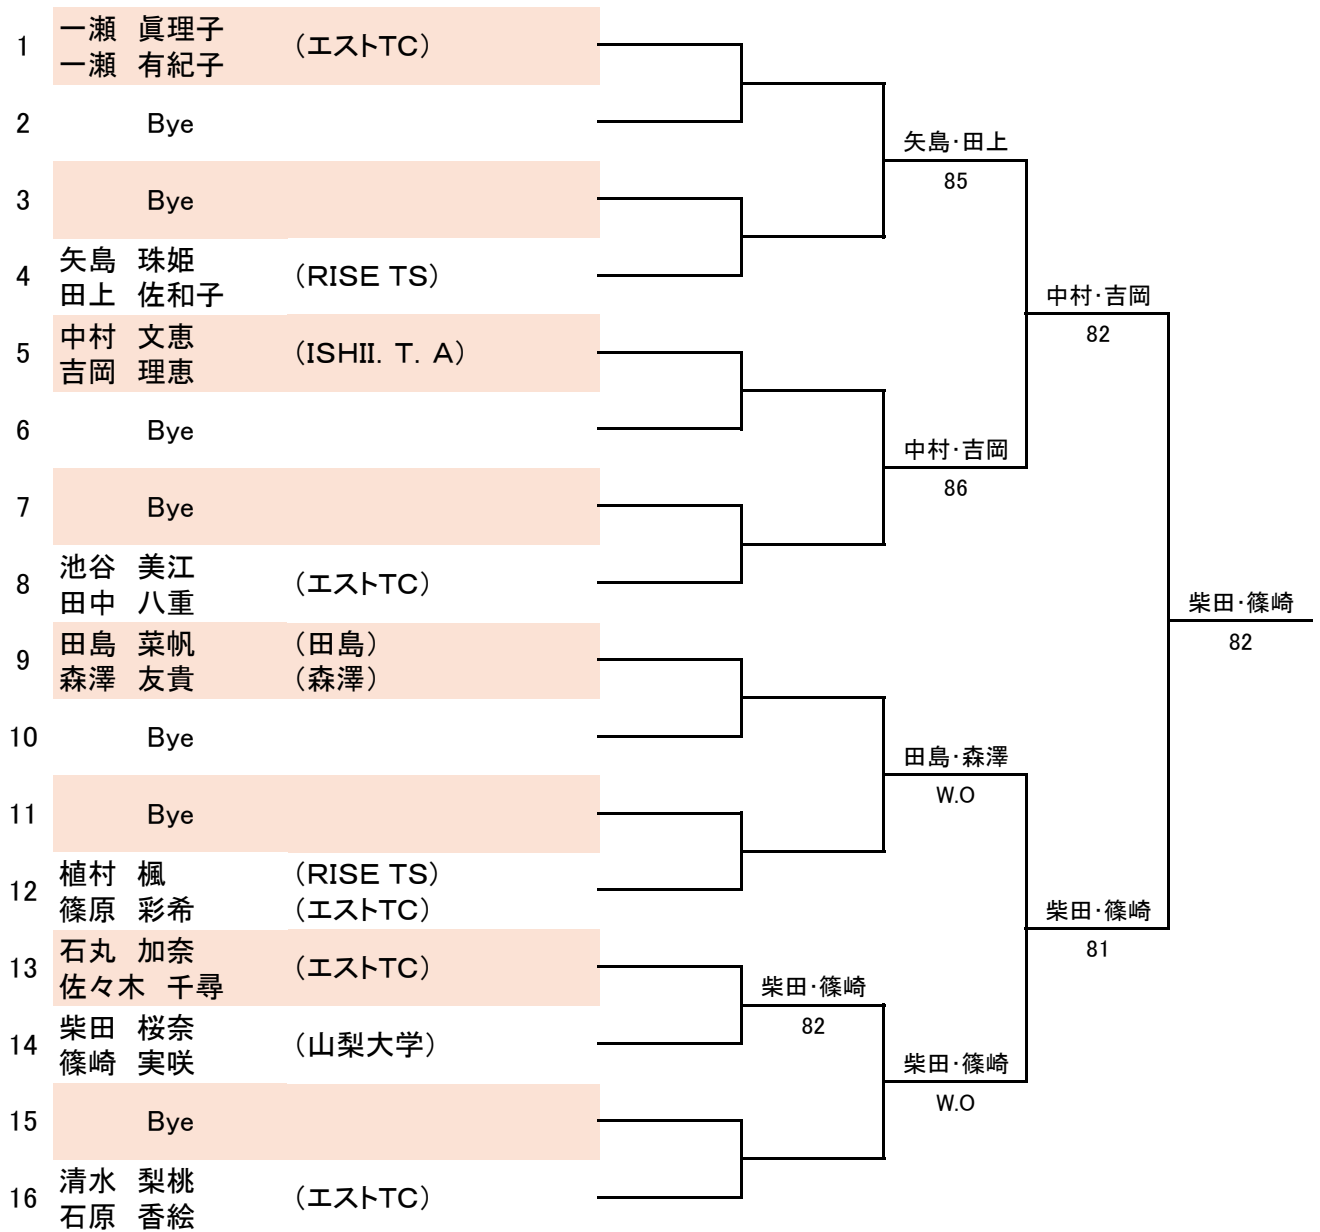 1 一瀬 眞理子 (エストTC)
一瀬 有紀子
2 Bye
3 Bye
4 矢島 珠姫 (RISE TS)
田上 佐和子
5 中村 文恵 (ISHII. T. A)
吉岡 理恵
6 Bye
7 Bye
8 池谷 美江 (エストTC)
田中 八重
9 田島 菜帆 (田島)
森澤 友貴 (森澤)
10 Bye
11 Bye
12 植村 楓 (RISE TS)
篠原 彩希 (エストTC)
13 石丸 加奈 (エストTC)
佐々木 千尋
14 柴田 桜奈 (山梨大学)
篠崎 実咲
15 Bye
16 清水 梨桃 (エストTC)
石原 香絵
柴田・篠崎
82
矢島・田上
85
中村・吉岡
86
田島・森澤
W.O
柴田・篠崎
W.O
中村・吉岡
82
柴田・篠崎
81
柴田・篠崎
82